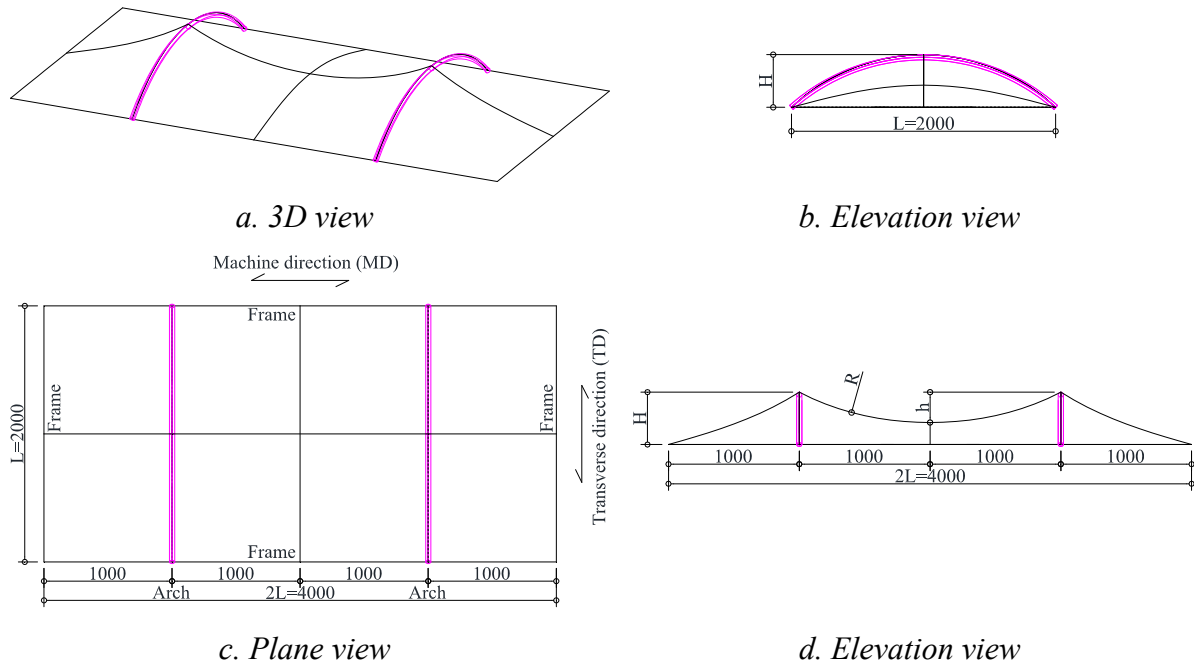 H
L=2000
a. 3D view
b. Elevation view
Machine direction (MD)
Frame
Frame
Frame
Frame
L=2000
Transverse direction (TD)
1000
1000
1000
1000
Arch
2L=4000
Arch
c. Plane view
R
h
H
1000
1000
1000
1000
2L=4000
d. Elevation view